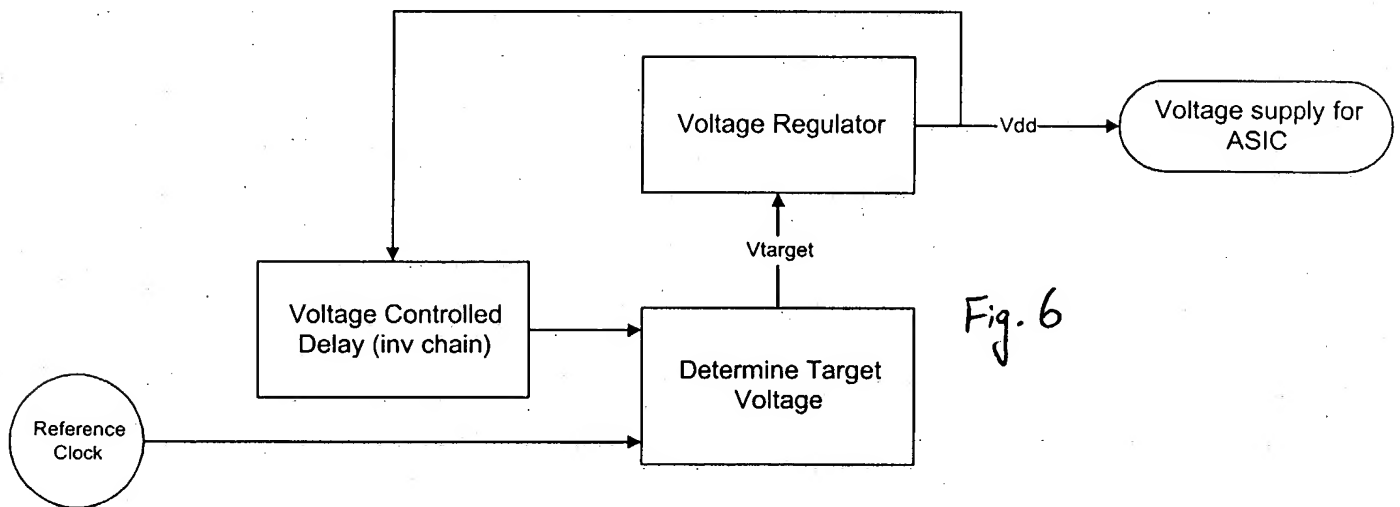 Voltage Regulator
Vdd
Voltage supply for
ASIC
Vtarget
Voltage Controlled
Delay (inv chain)
Determine Target
Voltage
Reference
Clock
Fig. 6